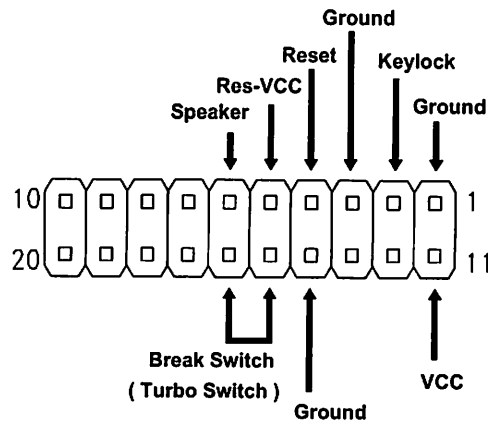 Ground
Reset
Keylock
Res-VCC
Speaker
Ground
10
1
20
11
Break Switch
( Turbo Switch )
VCC
Ground